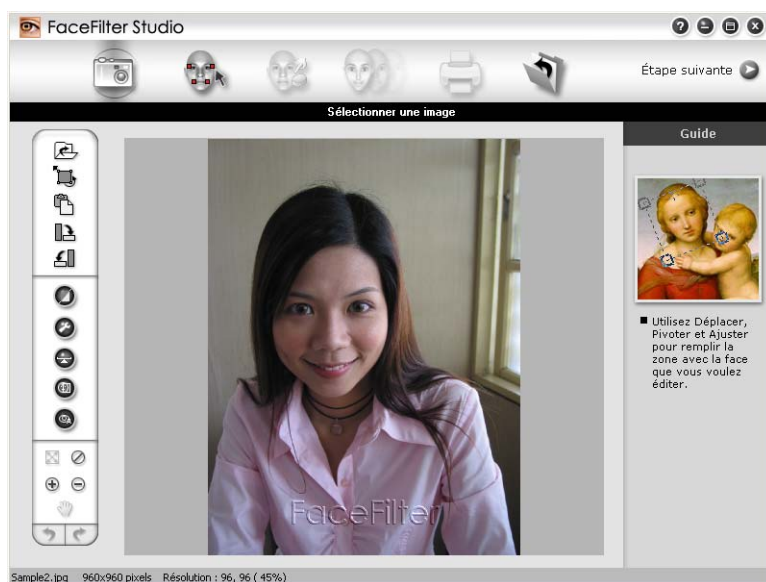 FaceFilter Studio
Étape suivante
Sélectionner une image
Guide
Utilisez Déplacer,
Pivoter et Ajuster
pour remplir la
zone avec la face
que vous voulez
éditer.
FaceFilter
Sample2.jpg 960x960 pixels Résolution : 96, 96 ( 45%)